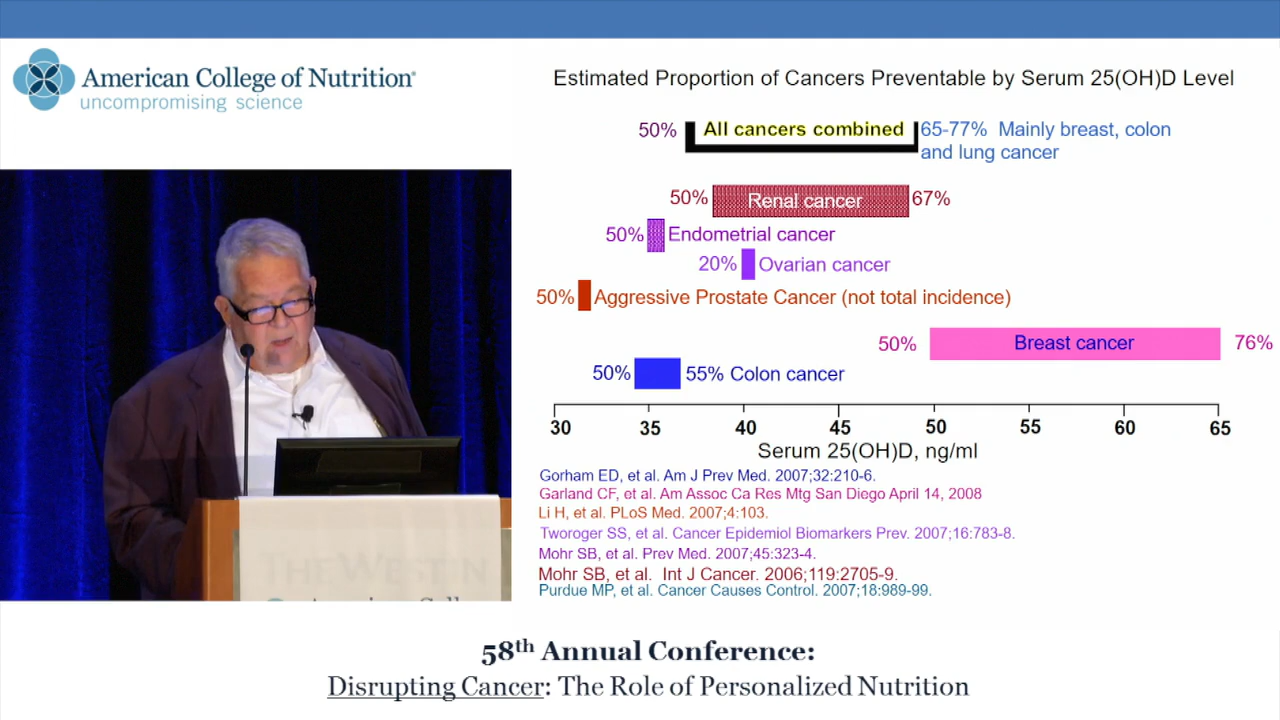 American College of Nutrition
uncompromising science
Estimated Proportion of Cancers Preventable by Serum 25(OH)D Level
50% All cancers combined 65-77% Mainly breast, colon
and lung cancer
50% Renal cancer 67%
50% Endometrial cancer
20% Ovarian cancer
50% Aggressive Prostate Cancer (not total incidence)
50% Breast cancer 76%
50% 55% Colon cancer
30 35 40 45 50 55 60 65
Serum 25(OH)D, ng/ml
Gorham ED, et al. Am J Prev Med. 2007;32:210-6.
Garland CF, et al. Am Assoc Ca Res Mtg San Diego April 14, 2008
Li H, et al. PLoS Med. 2007;4:103.
Tworoger SS, et al. Cancer Epidemiol Biomarkers Prev. 2007;16:783-8.
Mohr SB, et al. Prev Med. 2007;45:323-4.
Mohr SB, et al. Int J Cancer. 2006;119:2705-9.
Purdue MP, et al. Cancer Causes Control. 2007;18:989-99.
THE WESTIN
American
58th Annual Conference:
Disrupting Cancer: The Role of Personalized Nutrition